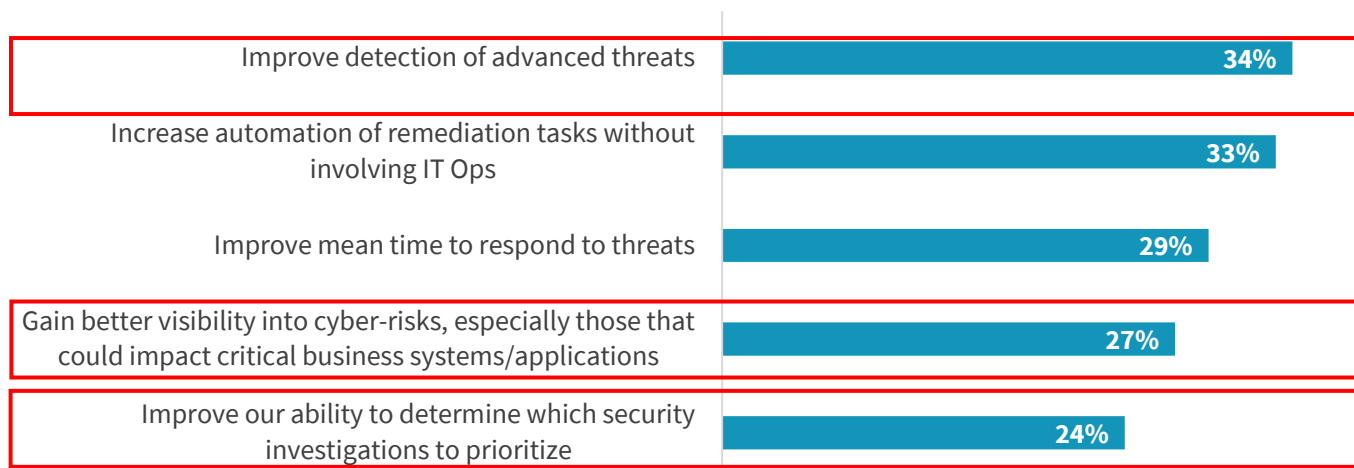 Improve detection of advanced threats
34%
Increase automation of remediation tasks without
involving IT Ops
33%
Improve mean time to respond to threats
29%
Gain better visibility into cyber-risks, especially those that
could impact critical business systems/applications
27%
Improve our ability to determine which security
investigations to prioritize
24%